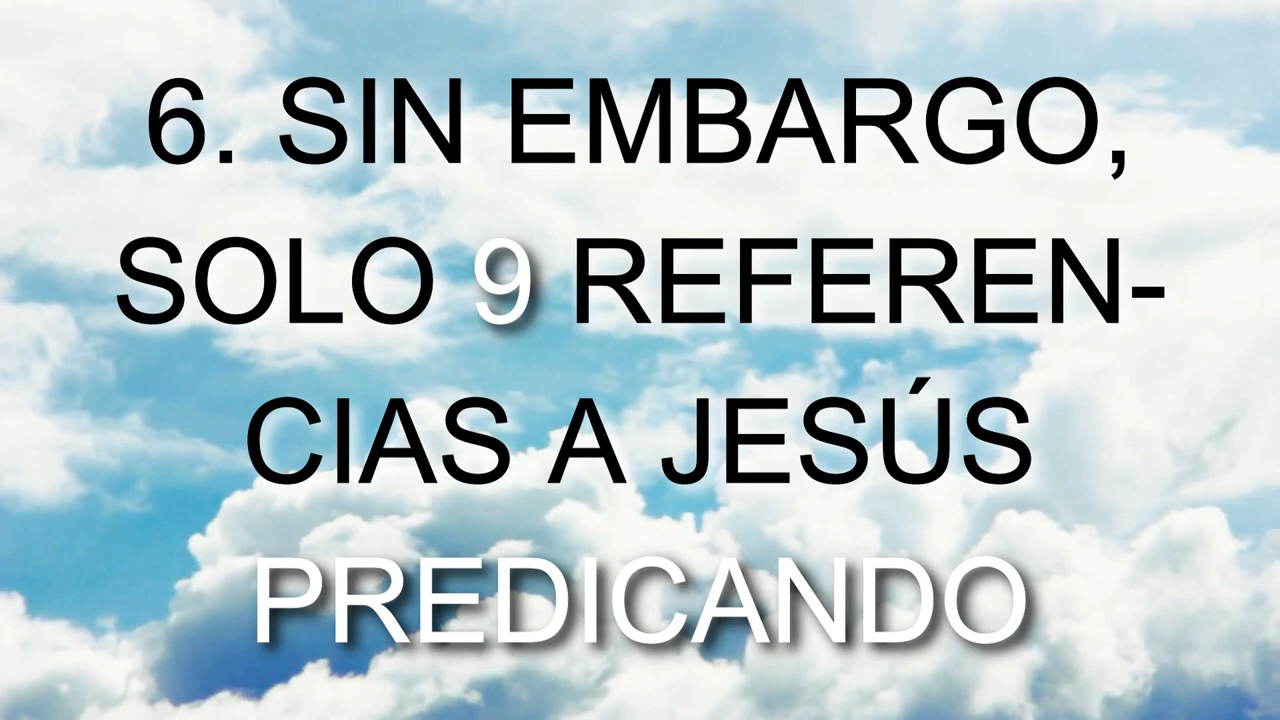 6. SIN EMBARGO,
SOLO 9 REFEREN-
CIAS A JESÚS
PREDICANDO